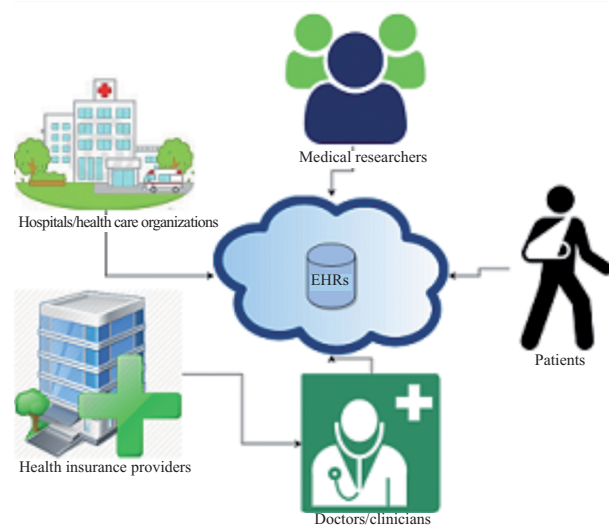 Medical researchers
Hospitals/health care organizations
EHRs
Patients
Health insurance providers
Doctors/clinicians